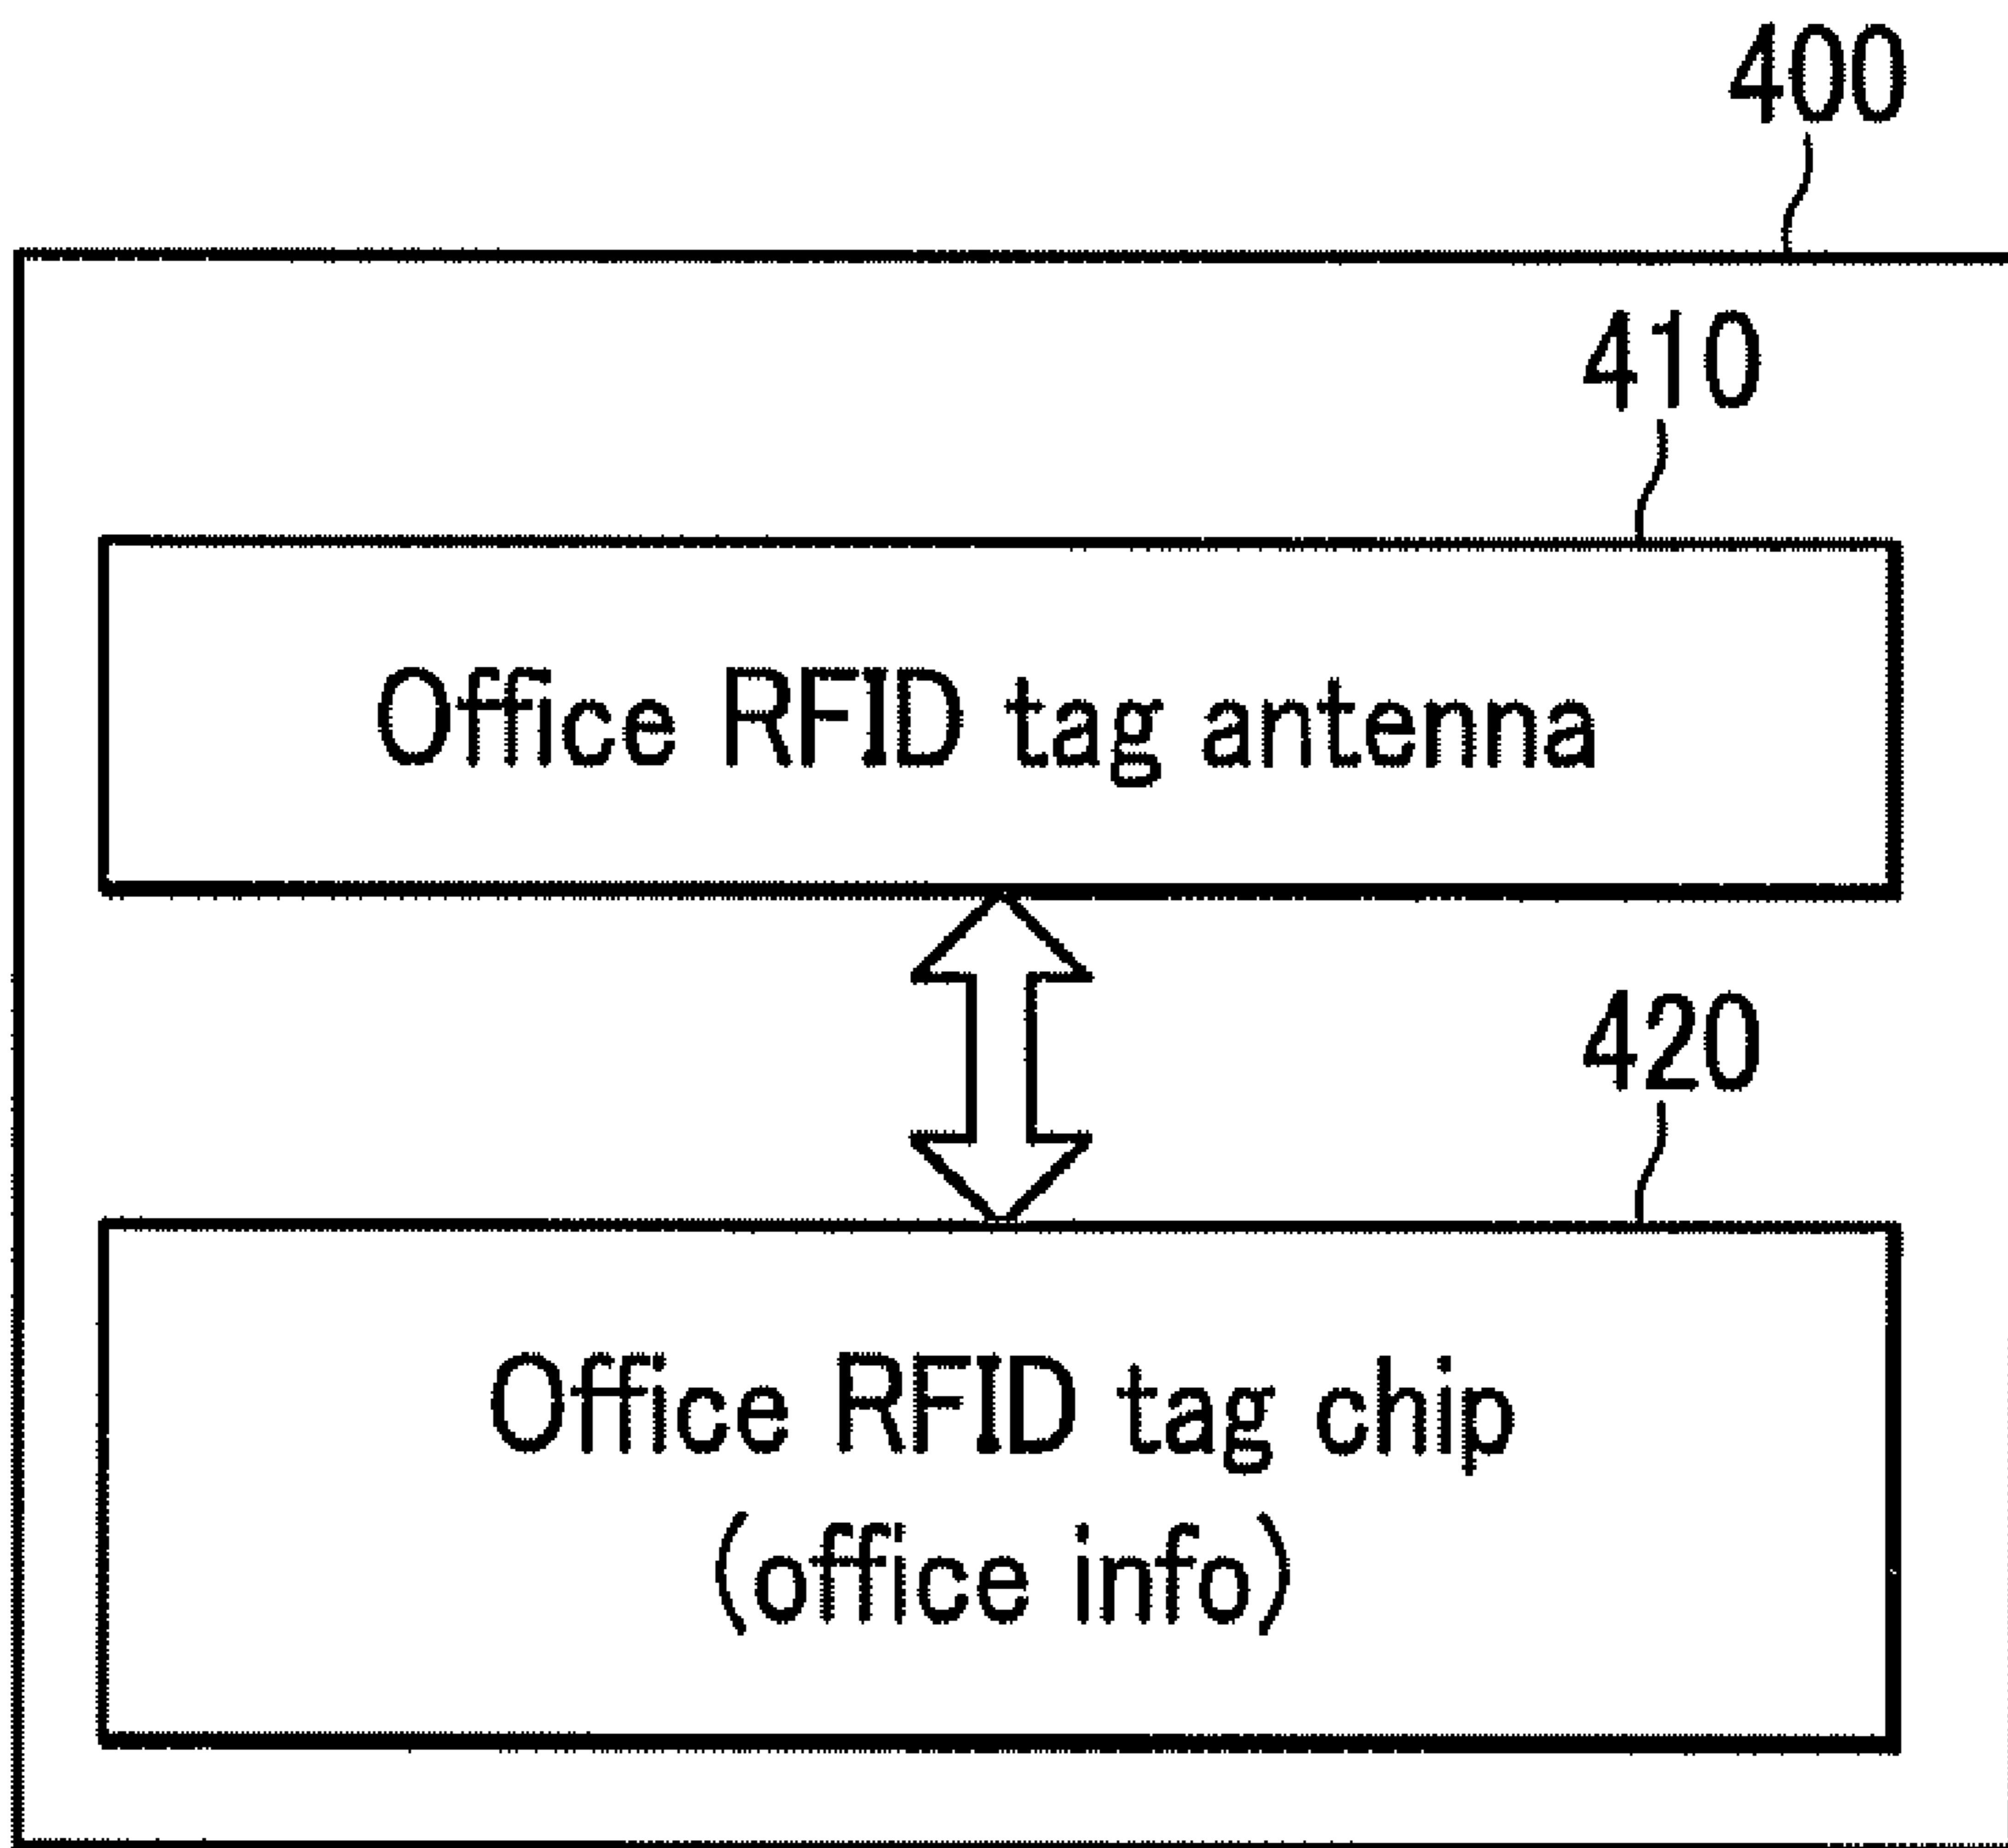 400
410
Office RFID tag antenna
420
Office RFID tag chip
(office info)